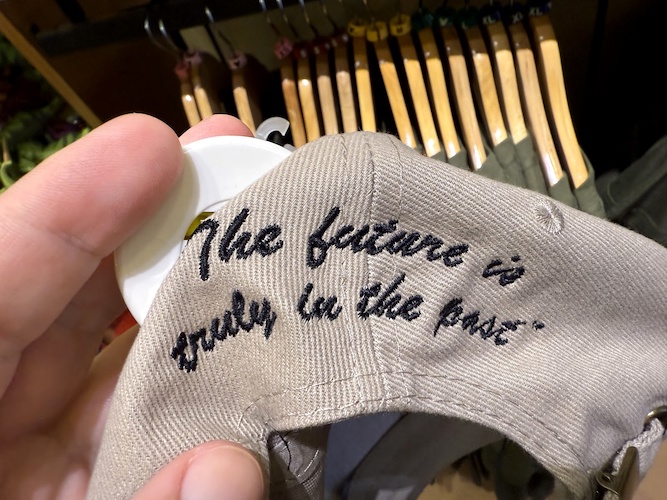 The future is
truly in the past.